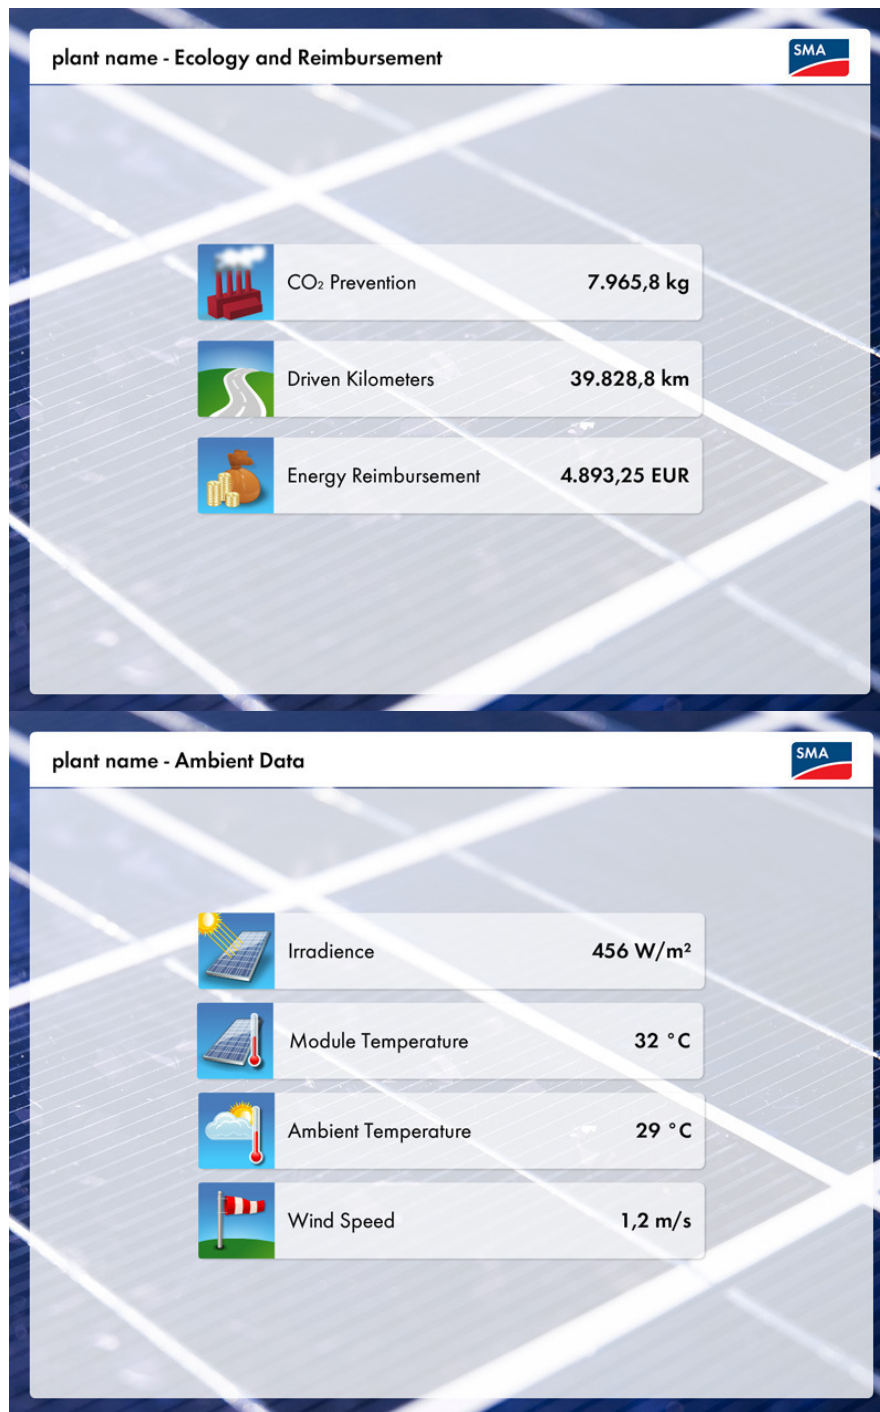 plant name - Ecology and Reimbursement
SMA
CO₂ Prevention 7.965,8 kg
Driven Kilometers 39.828,8 km
Energy Reimbursement 4.893,25 EUR
plant name - Ambient Data
SMA
Irradience 456 W/m²
Module Temperature 32 °C
Ambient Temperature 29 °C
Wind Speed 1,2 m/s